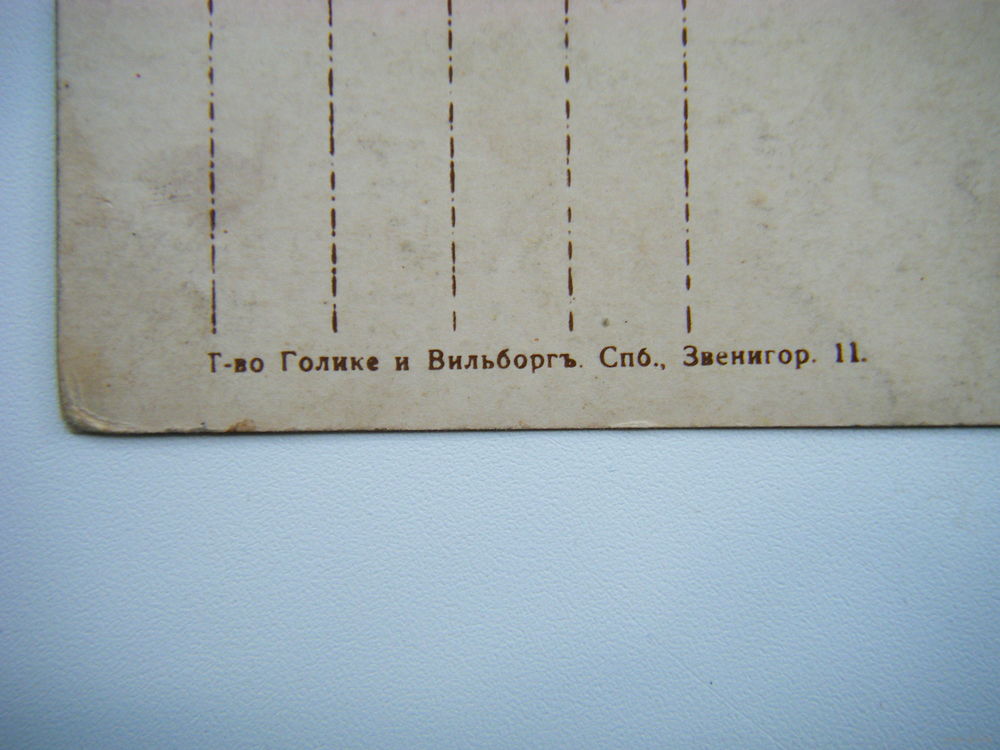 Т-во Голике и Вильборгъ. Спб., Звенигор. 11.